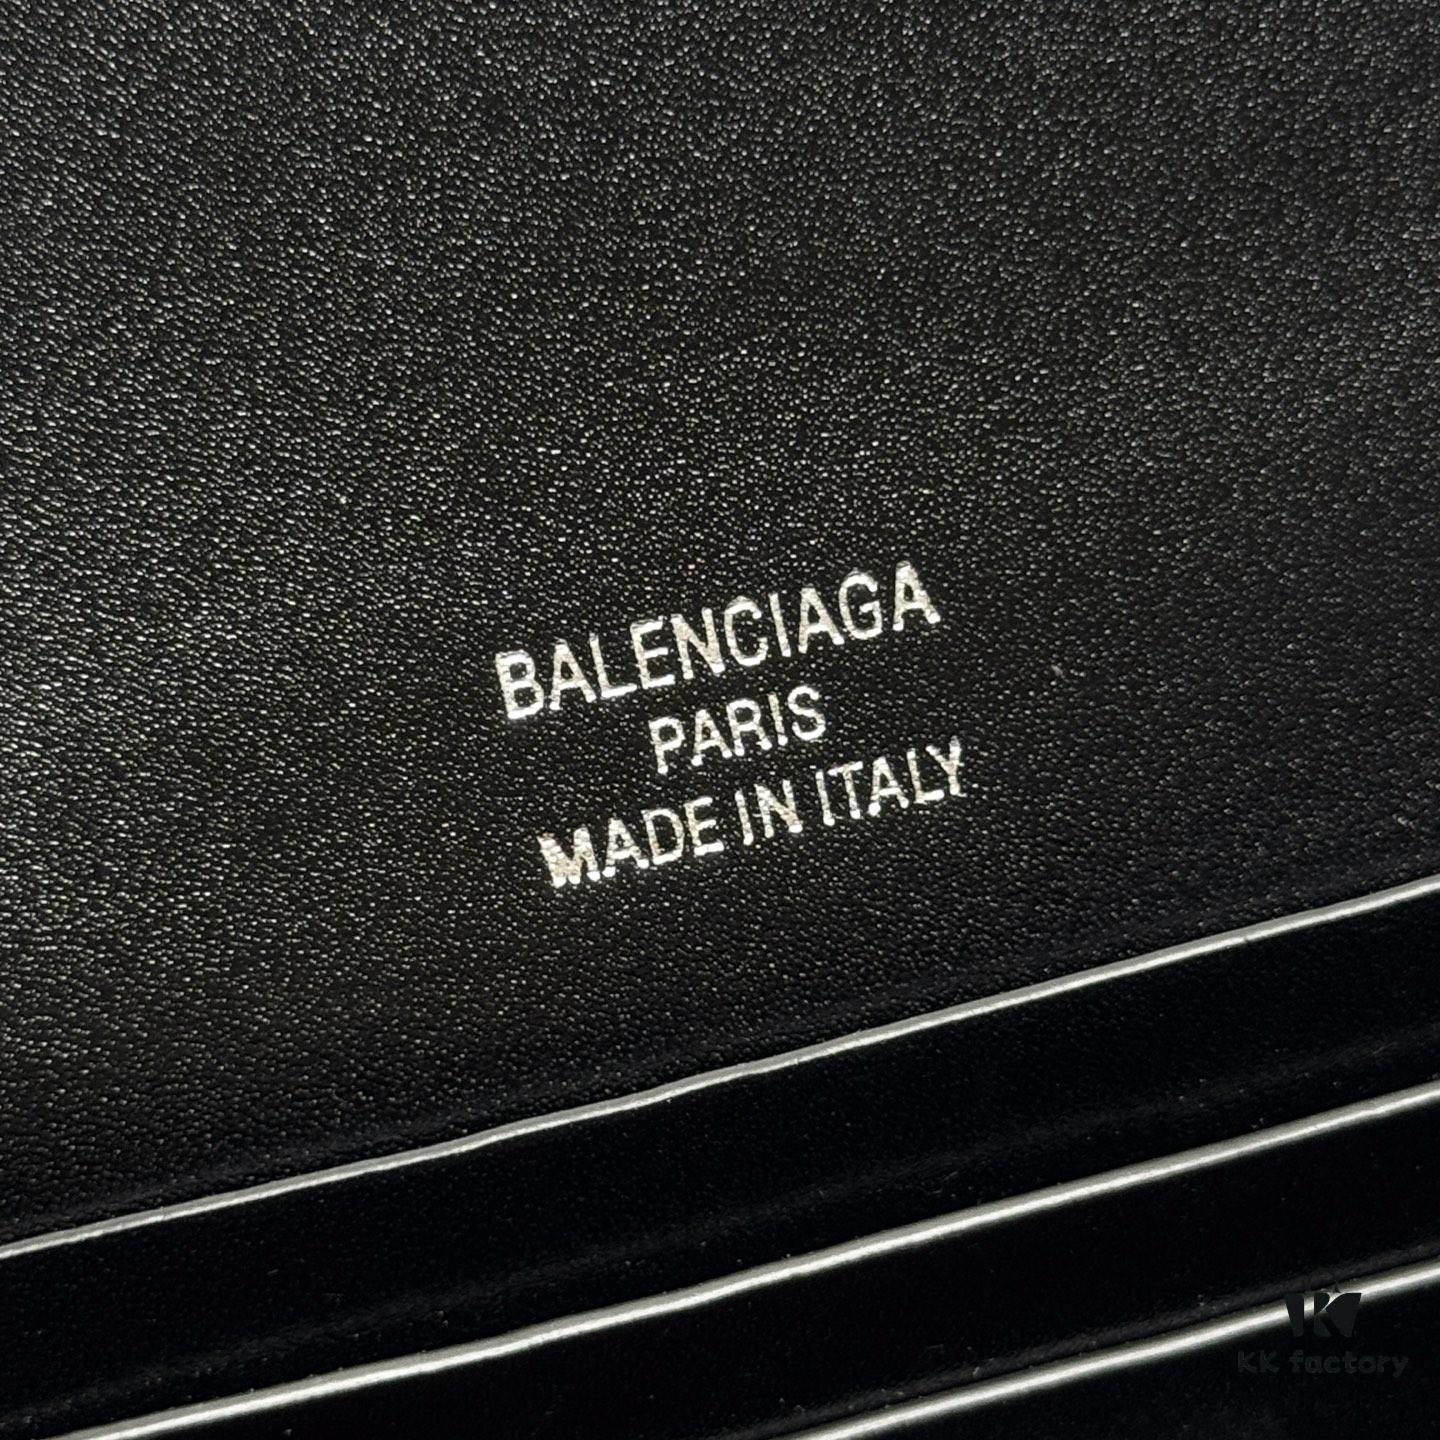 BALENCIAGA
PARIS
MADE IN ITALY
KK factory